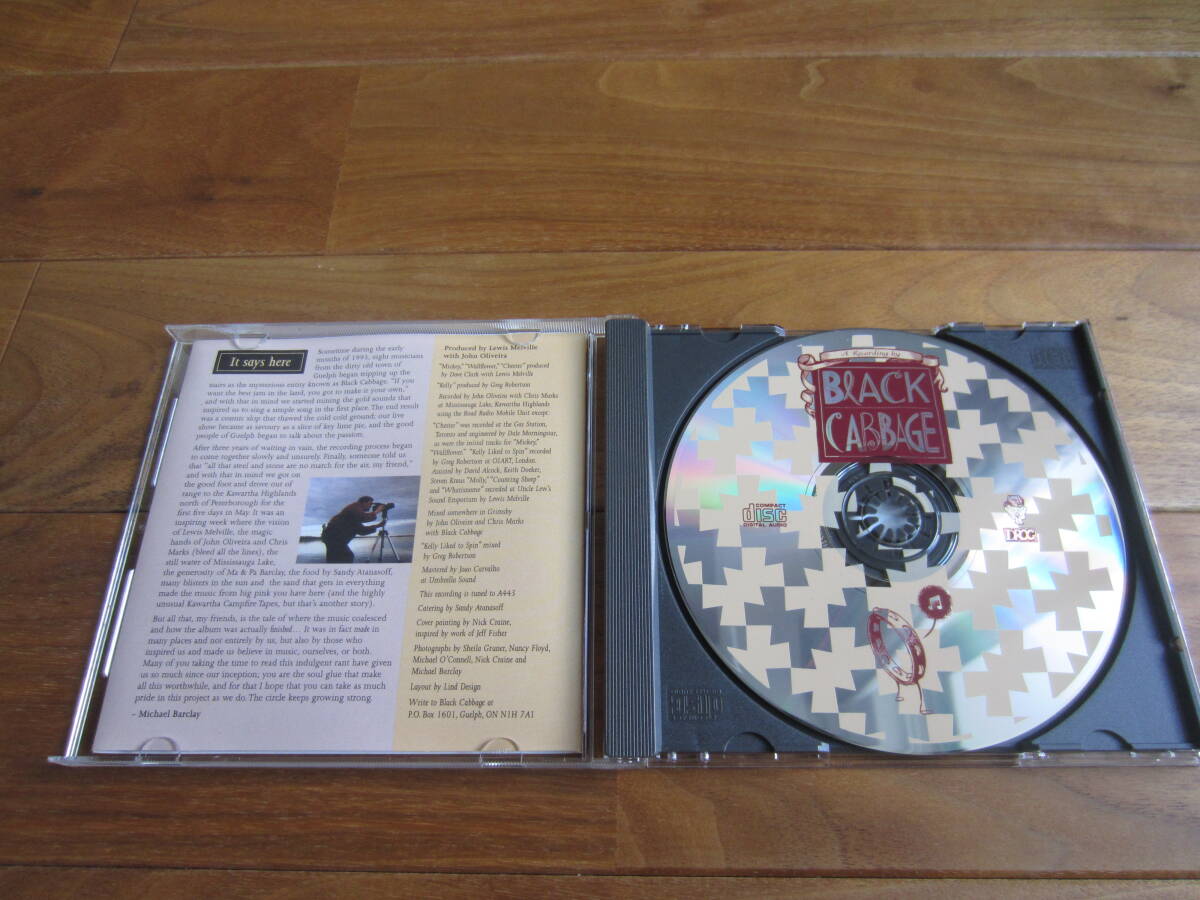 It says here
Sometime during the early
months of 1993, eight musicians
from the dirty old town of
Guelph began tripping up the
stairs as the mysterious entity known as Black Cabbage. "If you
want the best jam in the land, you got to make it your own,"
and with that in mind we started mining the gold sounds that
inspired us to sing a simple song in the first place. The end result
was a cosmic slop that thawed the cold cold ground; our live
show became as savoury as a slice of key lime pie, and the good
people of Guelph began to talk about the passion.
After three years of waiting in vain, the recording process began
to come together slowly and unsurely. Finally, someone told us
that "all that steel and stone are no match for the air, my friend,"
and with that in mind we got on
the good foot and drove out of
range to the Kawartha Highlands
north of Peterborough for the
first five days in May. It was an
inspiring week where the vision
of Lewis Melville, the magic
hands of John Oliveira and Chris
Marks (bleed all the lines), the
still water of Mississauga Lake,
the generosity of Mz & Pa Barclay, the food by Sandy Atanasoff,
many blisters in the sun and the sand that gets in everything
made the music from big pink you have here (and the highly
unusual Kawartha Campfire Tapes, but that's another story).
But all that, my friends, is the tale of where the music coalesced
and how the album was actually finished... It was in fact made in
many places and not entirely by us, but also by those who
inspired us and made us believe in music, ourselves, or both.
Many of you taking the time to read this indulgent rant have given
us so much since our inception; you are the soul glue that make
all this worthwhile, and for that I hope that you can take as much
pride in this project as we do. The circle keeps growing strong.
– Michael Barclay
Produced by Lewis Melville
with John Oliveira
"Mickey," "Wallflower," "Chester" produced
by Dave Clark with Lewis Melville
"Kelly" produced by Greg Robertson
Recorded by John Oliveira with Chris Marks
at Mississauga Lake, Kawartha Highlands
using the Road Radio Mobile Unit except:
"Chester" was recorded at the Gas Station,
Toronto and engineered by Dale Morningstar,
as were the initial tracks for "Mickey,"
"Wallflower." "Kelly Liked to Spin" recorded
by Greg Robertson at OIART, London.
Assisted by David Alcock, Keith Donker,
Steven Kraus "Molly," "Counting Sheep"
and "Whatisname" recorded at Uncle Lew's
Sound Emporium by Lewis Melville
Mixed somewhere in Grimsby
by John Oliveira and Chris Marks
with Black Cabbage
"Kelly Liked to Spin" mixed
by Greg Robertson
Mastered by Joao Carvalho
at Umbrella Sound
This recording is tuned to A443
Catering by Sandy Atanasoff
Cover painting by Nick Craine,
inspired by work of Jeff Fisher
Photographs by Sheila Gruner, Nancy Floyd,
Michael O'Connell, Nick Craine and
Michael Barclay
Layout by Lind Design
Write to Black Cabbage at
P.O. Box 1601, Guelph, ON N1H 7A1
A Recording by
BLACK
CABBAGE
COMPACT
disc
DIGITAL AUDIO
DROG